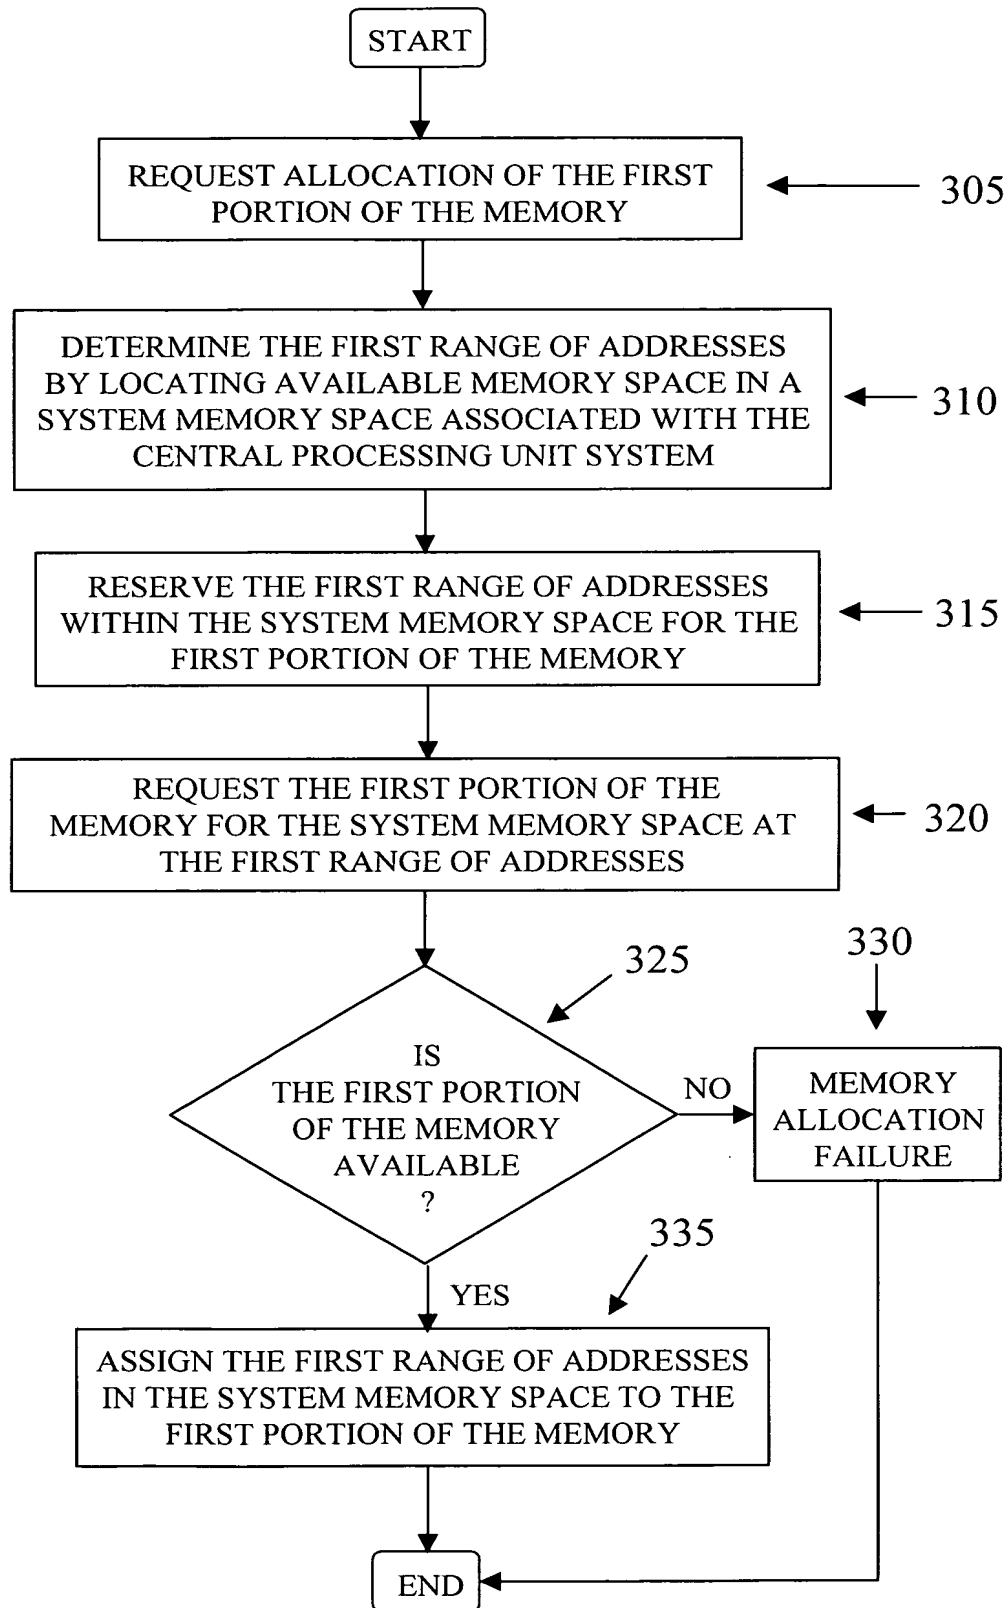 START
REQUEST ALLOCATION OF THE FIRST
PORTION OF THE MEMORY
305
DETERMINE THE FIRST RANGE OF ADDRESSES
BY LOCATING AVAILABLE MEMORY SPACE IN A
SYSTEM MEMORY SPACE ASSOCIATED WITH THE
CENTRAL PROCESSING UNIT SYSTEM
310
RESERVE THE FIRST RANGE OF ADDRESSES
WITHIN THE SYSTEM MEMORY SPACE FOR THE
FIRST PORTION OF THE MEMORY
315
REQUEST THE FIRST PORTION OF THE
MEMORY FOR THE SYSTEM MEMORY SPACE AT
THE FIRST RANGE OF ADDRESSES
320
325
IS
THE FIRST PORTION
OF THE MEMORY
AVAILABLE
?
NO
330
MEMORY
ALLOCATION
FAILURE
YES
335
ASSIGN THE FIRST RANGE OF ADDRESSES
IN THE SYSTEM MEMORY SPACE TO THE
FIRST PORTION OF THE MEMORY
END